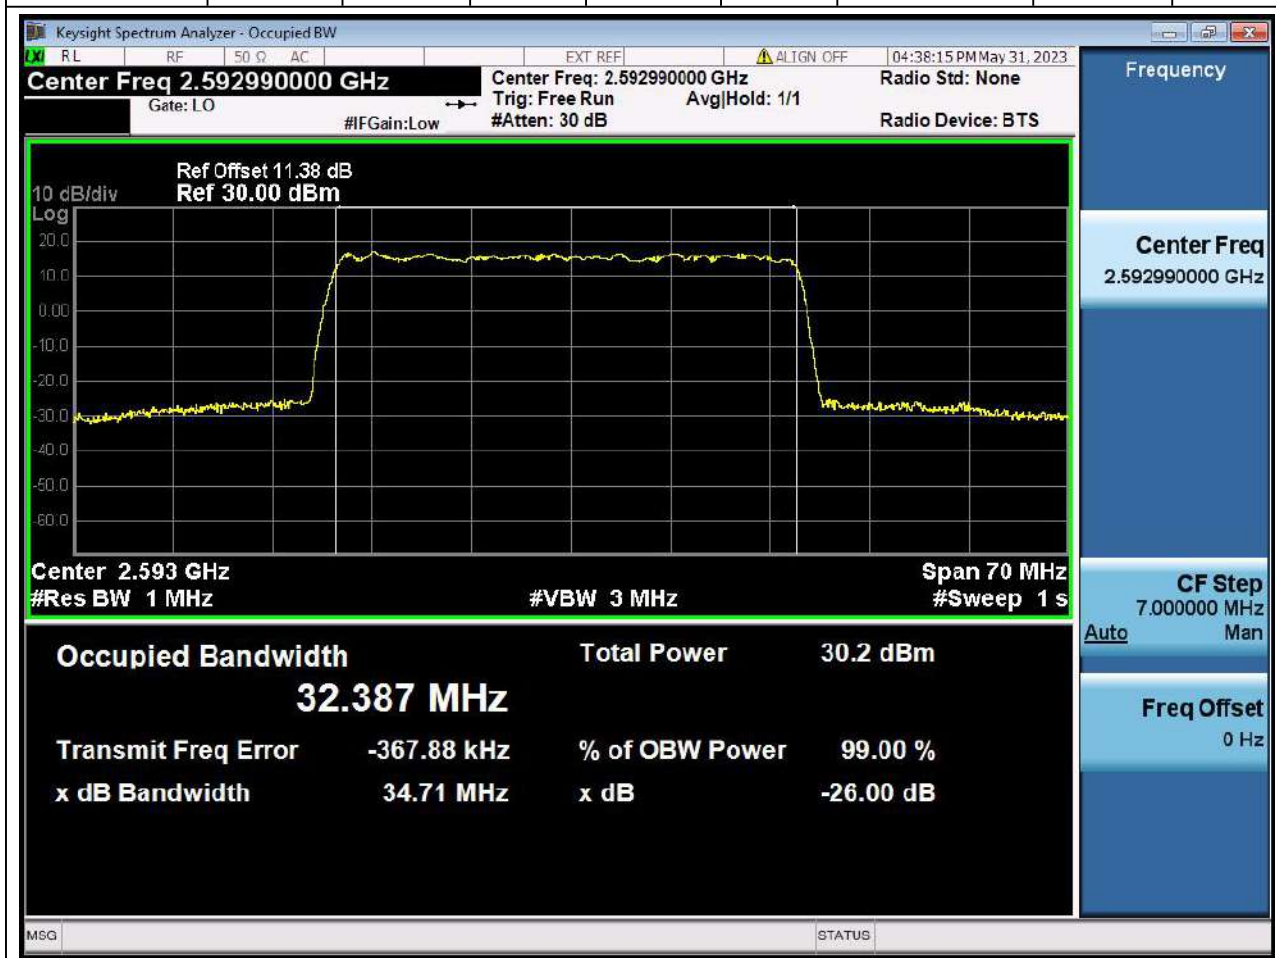 Keysight Spectrum Analyzer - Occupied BW
LXI RL RF 50 Ω AC EXT REF ALIGN OFF 04:38:15 PM May 31, 2023
Center Freq 2.592990000 GHz
Gate: LO
#IFGain:Low
Center Freq: 2.592990000 GHz
Trig: Free Run Avg|Hold: 1/1
#Atten: 30 dB
Radio Std: None
Radio Device: BTS
Ref Offset 11.38 dB
10 dB/div Ref 30.00 dBm
Log
20.0
10.0
0.00
-10.0
-20.0
-30.0
-40.0
-50.0
-60.0
Center 2.593 GHz Span 70 MHz
#Res BW 1 MHz #VBW 3 MHz #Sweep 1 s
Occupied Bandwidth Total Power 30.2 dBm
32.387 MHz
Transmit Freq Error -367.88 kHz % of OBW Power 99.00 %
x dB Bandwidth 34.71 MHz x dB -26.00 dB
MSG STATUS
Frequency
Center Freq
2.592990000 GHz
CF Step
7.000000 MHz
Auto Man
Freq Offset
0 Hz